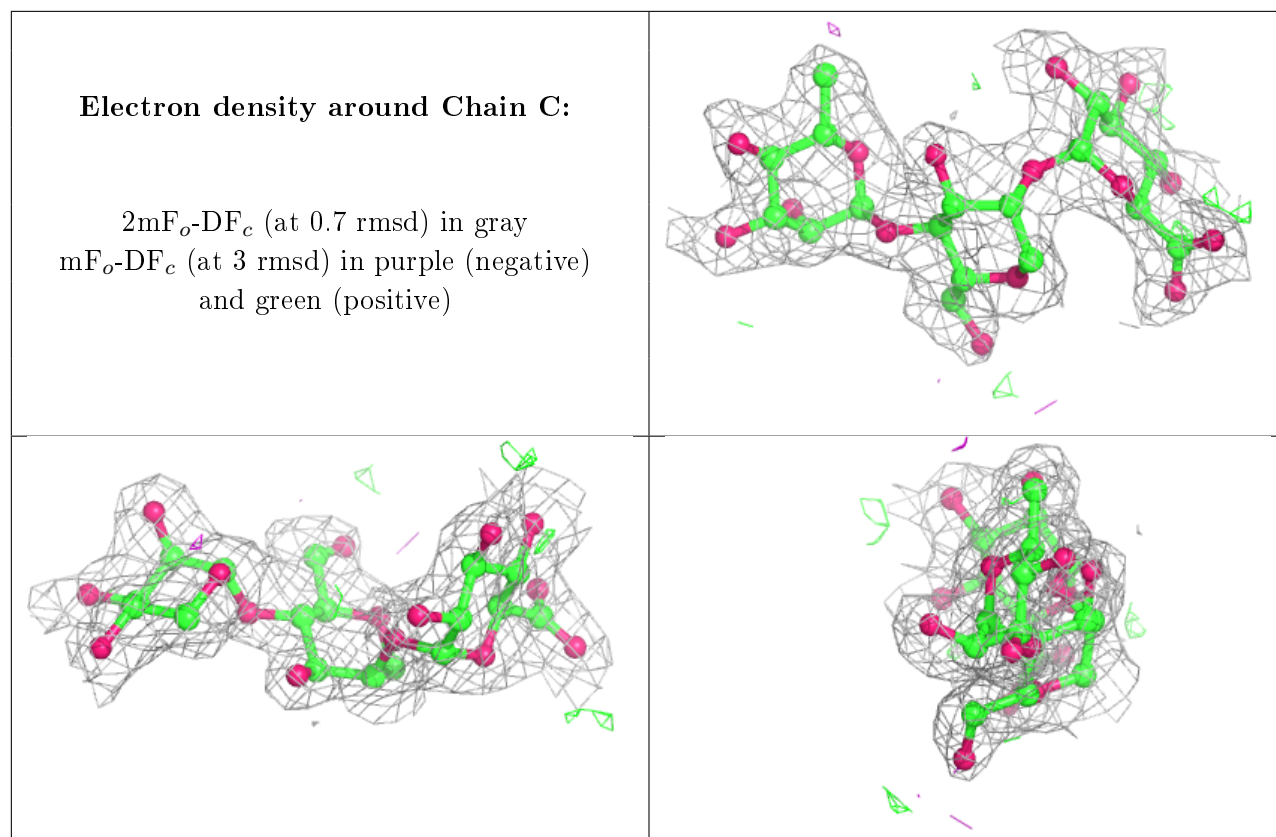 Electron density around Chain C:
2mFo-DFc (at 0.7 rmsd) in gray
mFo-DFc (at 3 rmsd) in purple (negative)
and green (positive)